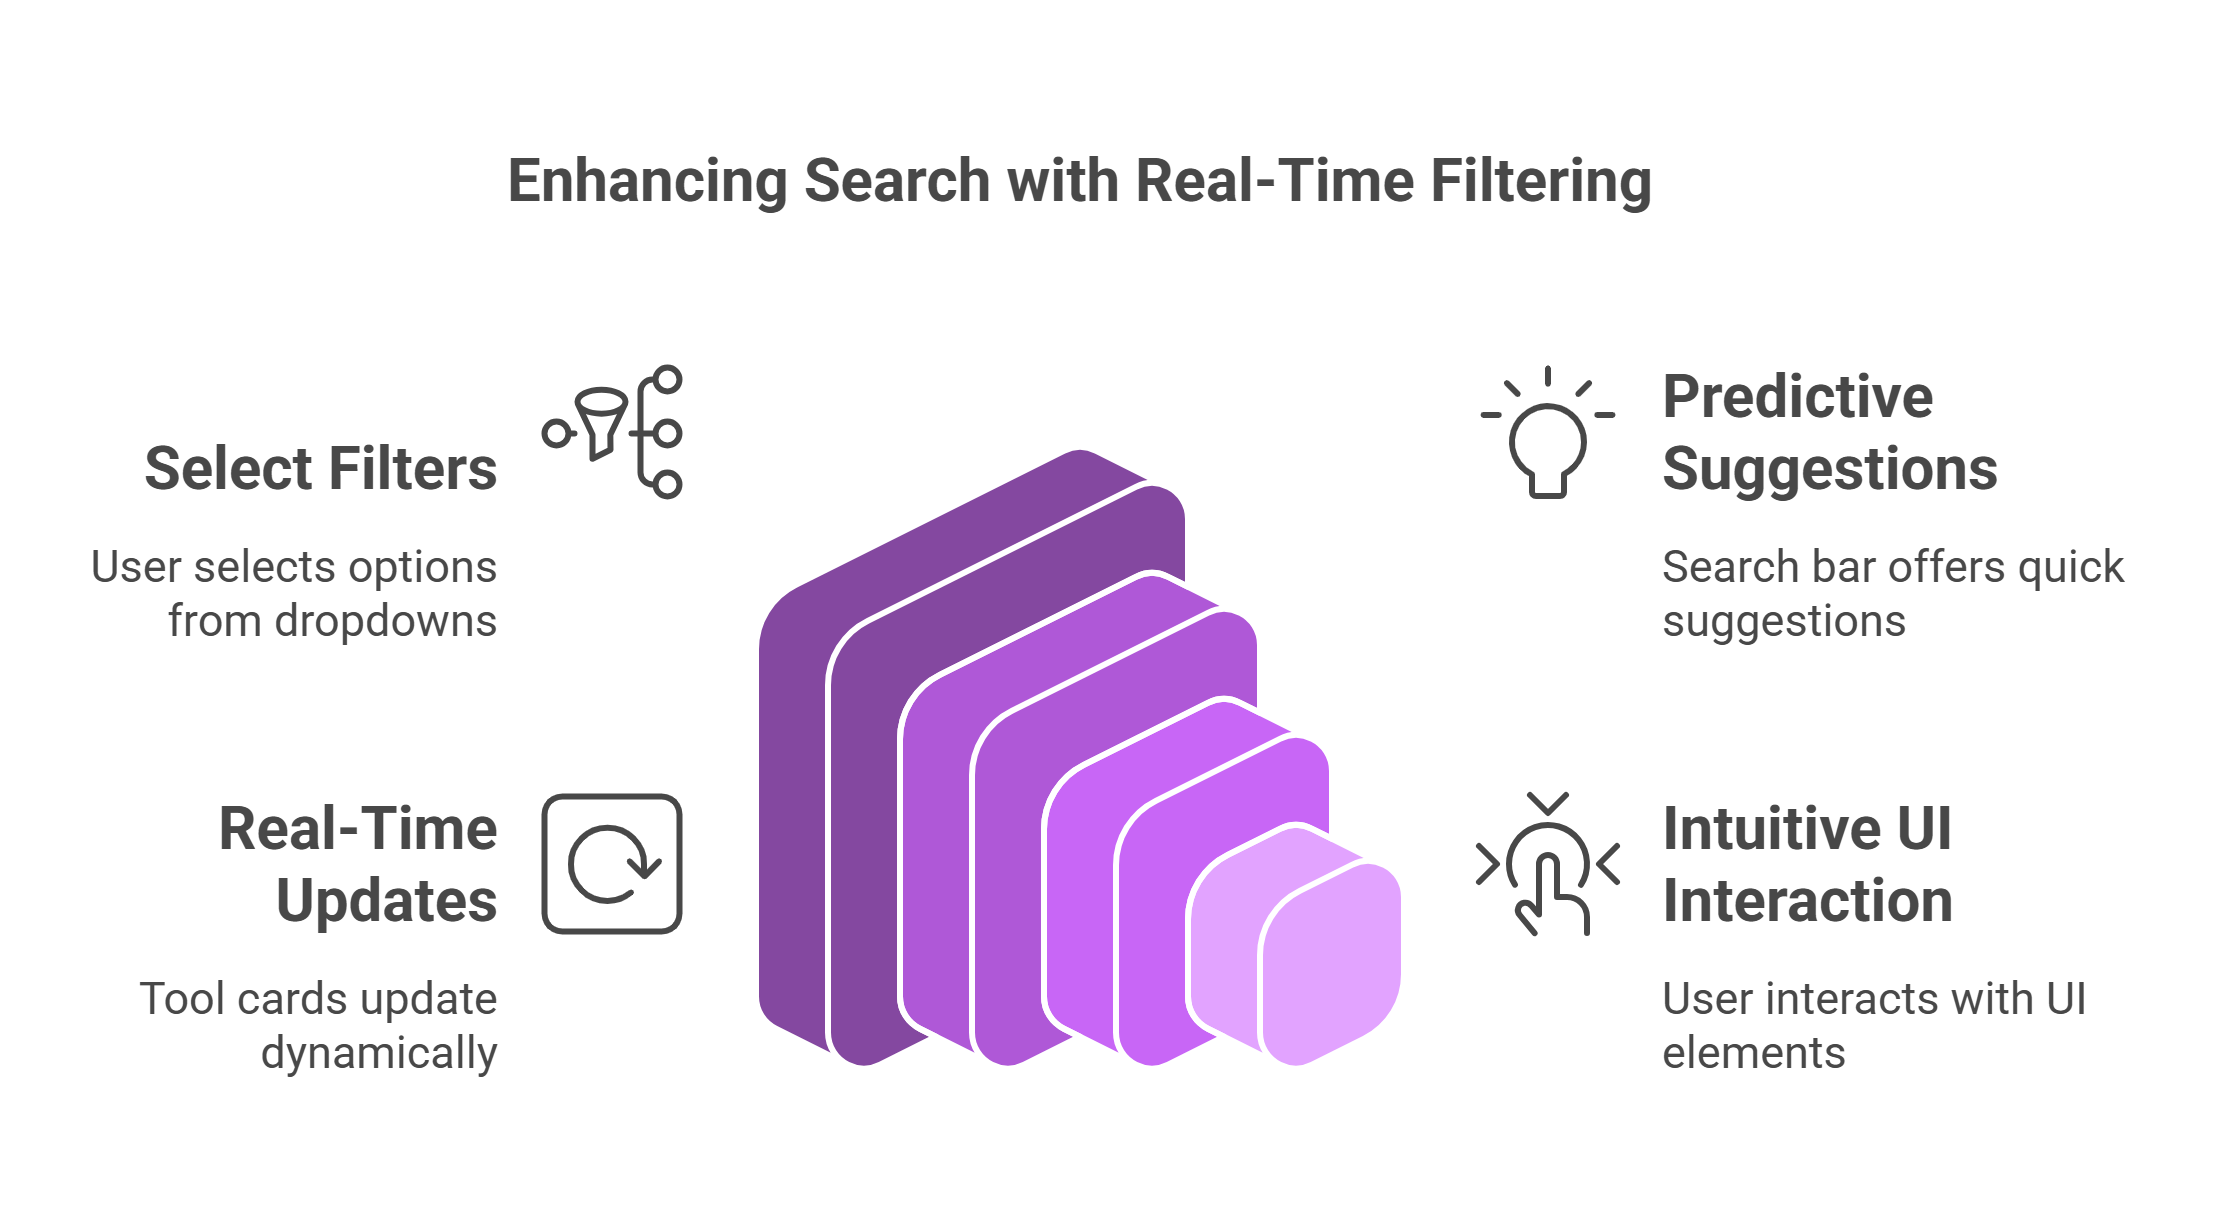 Enhancing Search with Real-Time Filtering
Select Filters
User selects options
from dropdowns
Predictive
Suggestions
Search bar offers quick
suggestions
Real-Time
Updates
Tool cards update
dynamically
Intuitive UI
Interaction
User interacts with UI
elements